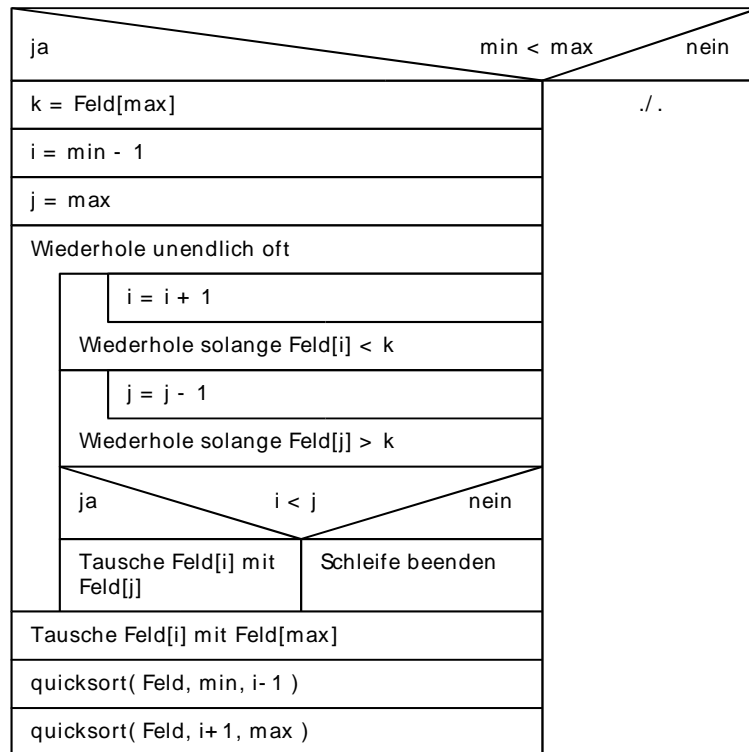 ja min < max nein
k = Feld[max] ./.
i = min - 1
j = max
Wiederhole unendlich oft
i = i + 1
Wiederhole solange Feld[i] < k
j = j - 1
Wiederhole solange Feld[j] > k
ja i < j nein
Tausche Feld[i] mit
Feld[j]
Schleife beenden
Tausche Feld[i] mit Feld[max]
quicksort( Feld, min, i-1 )
quicksort( Feld, i+1, max )